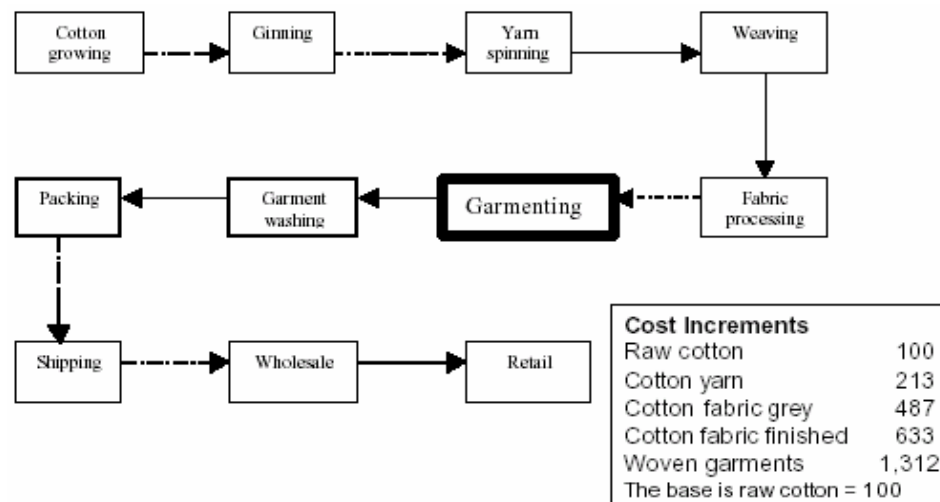 Cotton
growing
Ginning
Yarn
spinning
Weaving
Packing
Garment
washing
Garmenting
Fabric
processing
Shipping
Wholesale
Retail
Cost Increments
Raw cotton 100
Cotton yarn 213
Cotton fabric grey 487
Cotton fabric finished 633
Woven garments 1,312
The base is raw cotton = 100